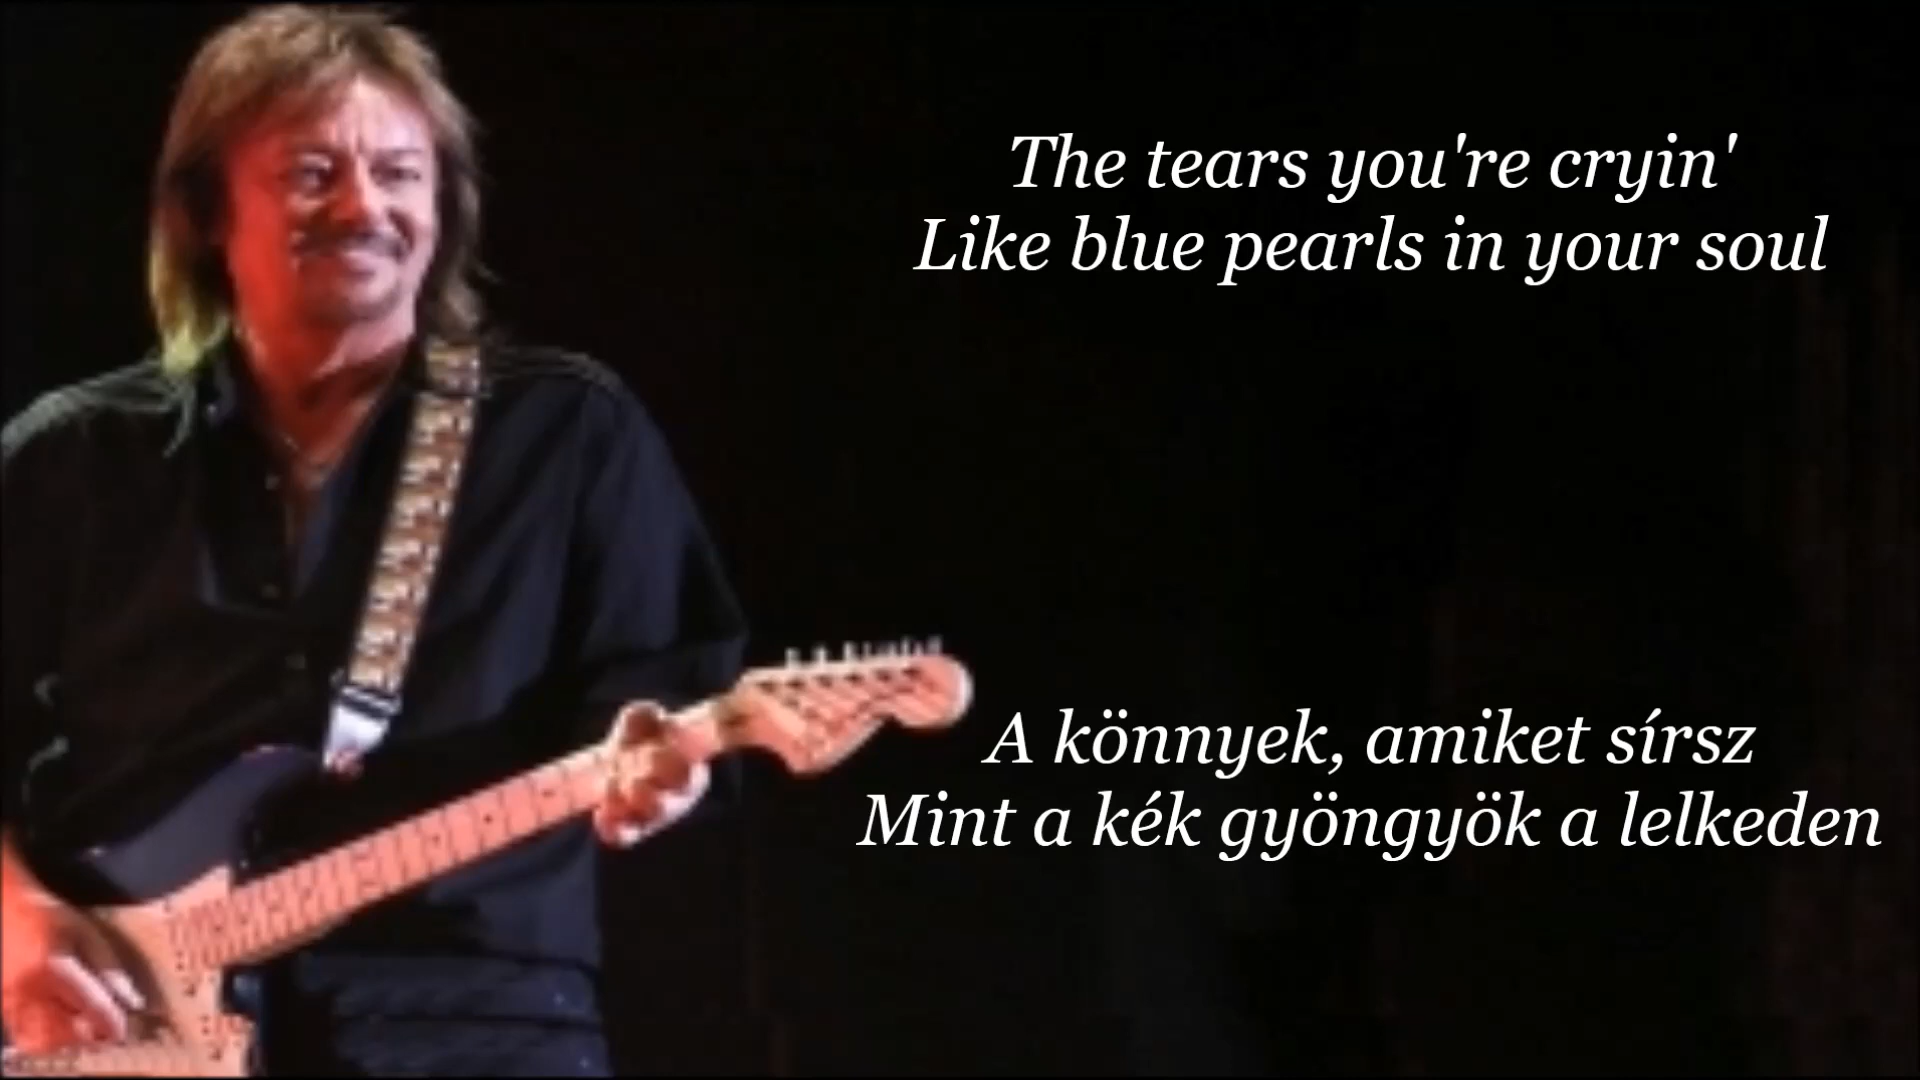 The tears you're cryin'
Like blue pearls in your soul
A könnyek, amiket sírsz
Mint a kék gyöngyök a lelkeden